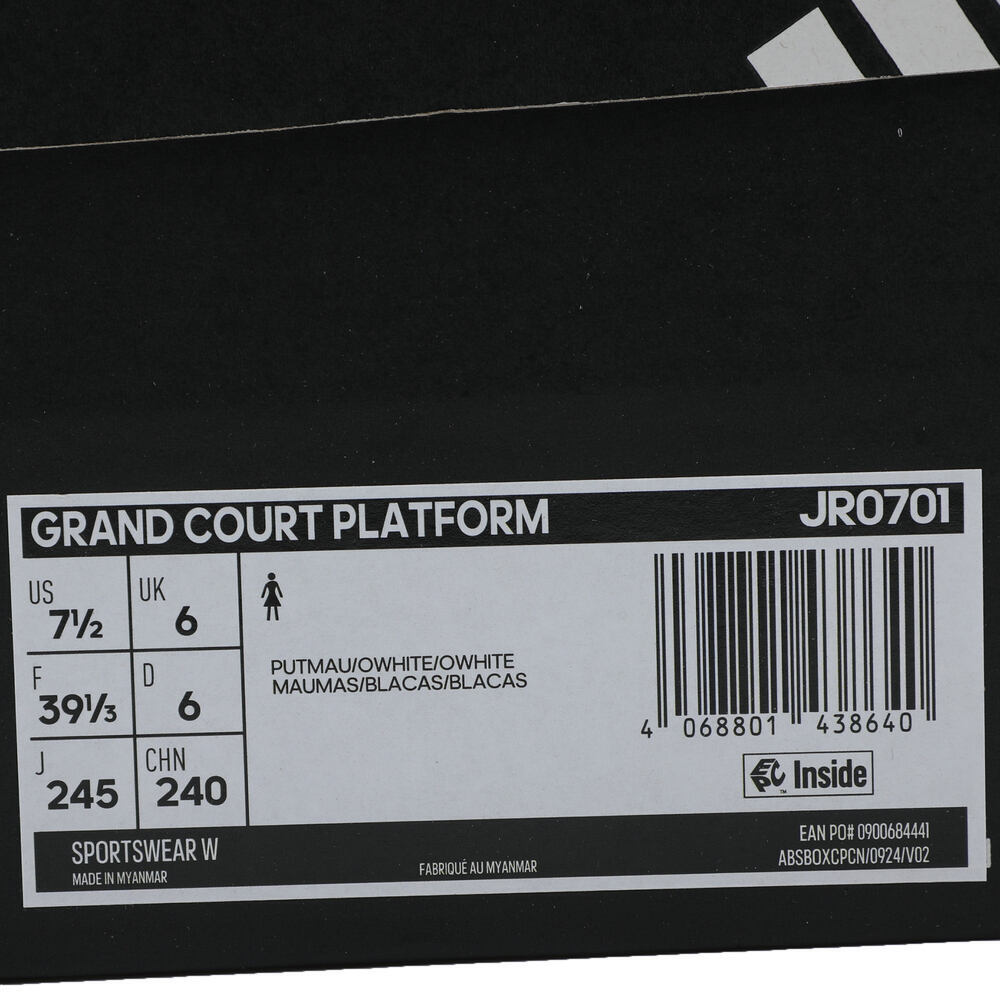 GRAND COURT PLATFORM
JR0701
US
7½
UK
6
F
39⅓
D
6
J
245
CHN
240
PUTMAU/OWHITE/OWHITE
MAUMAS/BLACAS/BLACAS
4 068801 438640
EPC Inside
TM
SPORTSWEAR W
MADE IN MYANMAR
FABRIQUÉ AU MYANMAR
EAN PO# 0900684441
ABSBOXCPCN/0924/V02